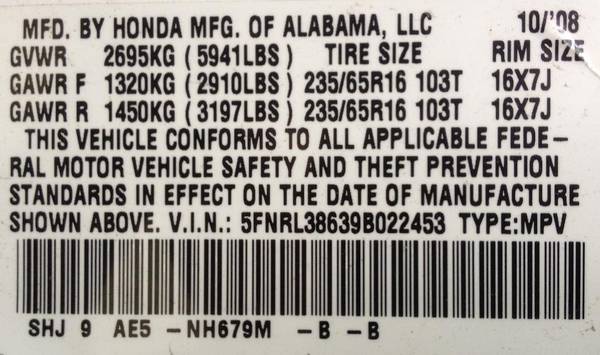 MFD. BY HONDA MFG. OF ALABAMA, LLC 10/'08
GVWR 2695KG (5941LBS) TIRE SIZE RIM SIZE
GAWR F 1320KG (2910LBS) 235/65R16 103T 16X7J
GAWR R 1450KG (3197LBS) 235/65R16 103T 16X7J
THIS VEHICLE CONFORMS TO ALL APPLICABLE FEDE-
RAL MOTOR VEHICLE SAFETY AND THEFT PREVENTION
STANDARDS IN EFFECT ON THE DATE OF MANUFACTURE
SHOWN ABOVE. V.I.N.: 5FNRL38639B022453 TYPE:MPV
SHJ 9 AE5 -NH679M -B -B